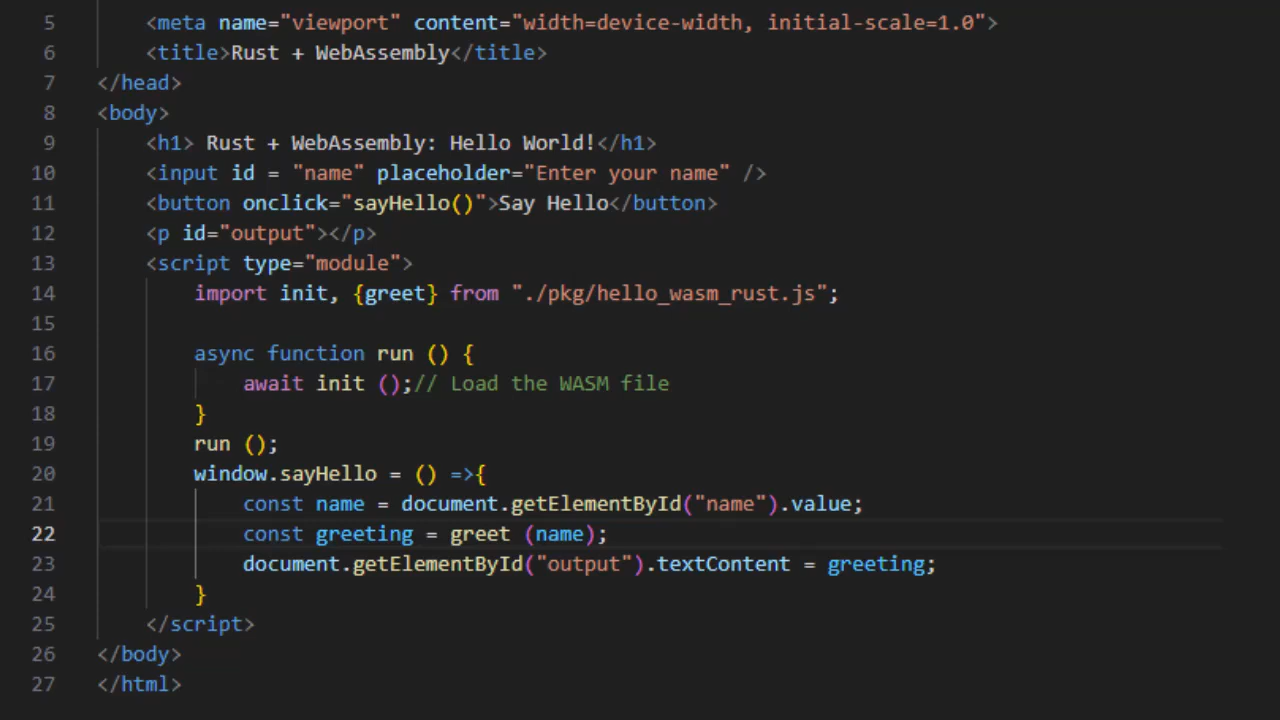 5 <meta name="viewport" content="width=device-width, initial-scale=1.0">
6 <title>Rust + WebAssembly</title>
7 </head>
8 <body>
9 <h1> Rust + WebAssembly: Hello World!</h1>
10 <input id = "name" placeholder="Enter your name" />
11 <button onclick="sayHello()">Say Hello</button>
12 <p id="output"></p>
13 <script type="module">
14 import init, {greet} from "./pkg/hello_wasm_rust.js";
15
16 async function run () {
17 await init ();// Load the WASM file
18 }
19 run ();
20 window.sayHello = () =>{
21 const name = document.getElementById("name").value;
22 const greeting = greet (name);
23 document.getElementById("output").textContent = greeting;
24 }
25 </script>
26 </body>
27 </html>